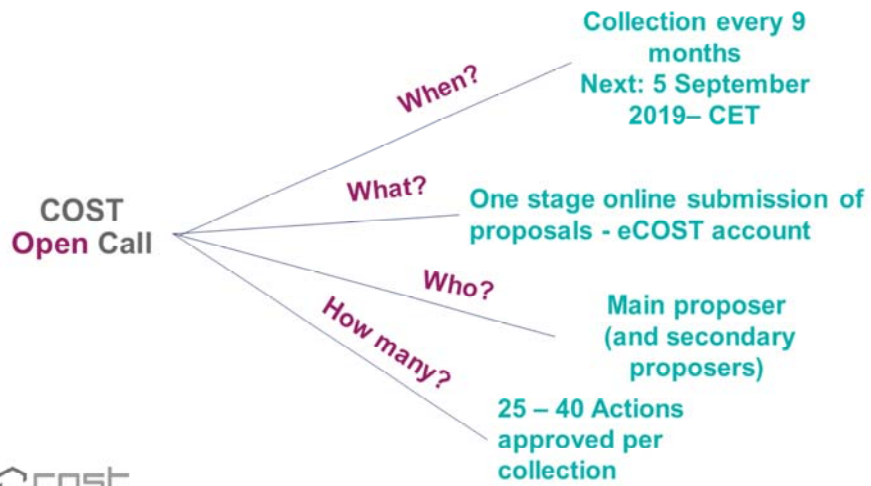 COST
Open Call
When?
Collection every 9
months
Next: 5 September
2019– CET
What?
One stage online submission of
proposals - eCOST account
Who?
Main proposer
(and secondary
proposers)
How many?
25 – 40 Actions
approved per
collection
cost